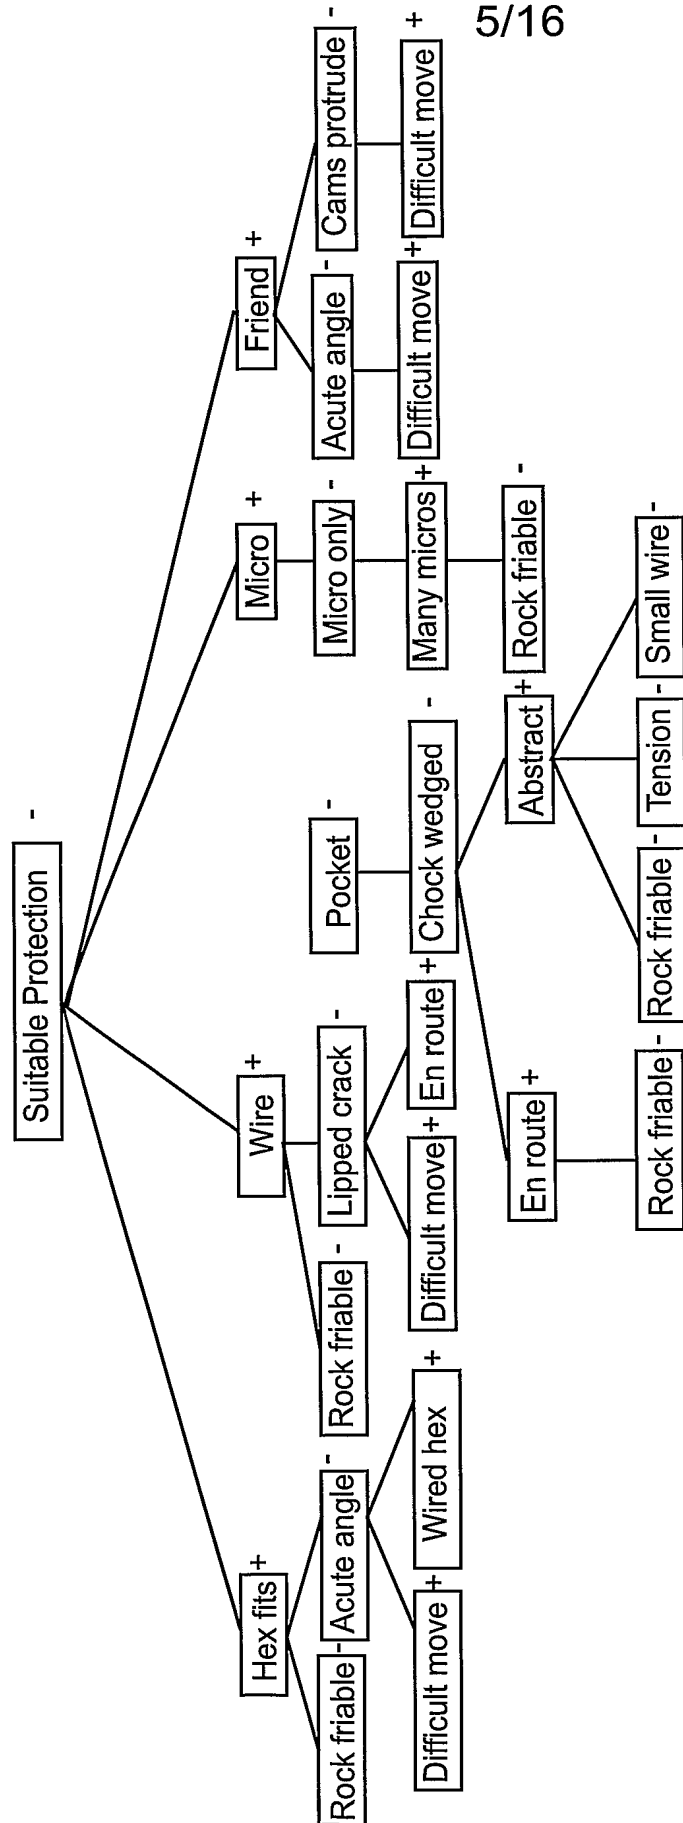 5/16
Suitable Protection -
Hex fits +
Wire +
Micro +
Friend +
Rock friable -
Acute angle -
Rock friable -
Lipped crack -
Pocket -
Micro only -
Acute angle -
Cams protrude -
Difficult move +
Wired hex +
Difficult move +
En route +
Chock wedged -
Many micros +
Difficult move +
Difficult move +
En route +
Abstract +
Rock friable -
Rock friable -
Rock friable -
Tension -
Small wire -